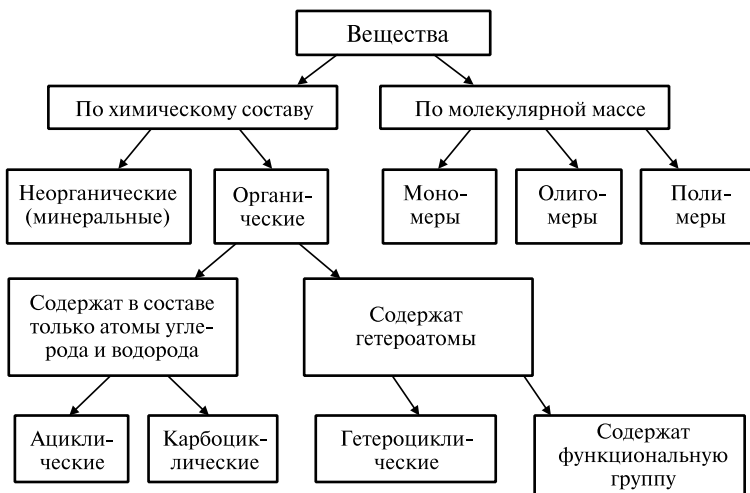 Вещества
По химическому составу
По молекулярной массе
Неорганические
(минеральные)
Органи-
ческие
Моно-
меры
Олиго-
меры
Поли-
меры
Содержат в составе
только атомы угле-
рода и водорода
Содержат
гетероатомы
Ацикли-
ческие
Карбоцик-
лические
Гетероцикли-
ческие
Содержат
функциональную
группу